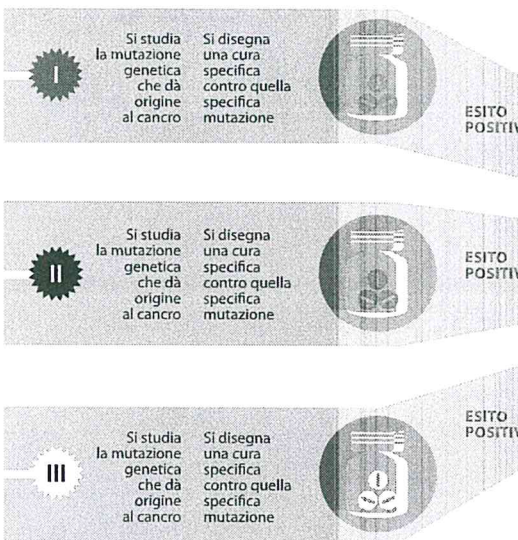 I
Si studia
la mutazione
genetica
che dà
origine
al cancro
Si disegna
una cura
specifica
contro quella
specifica
mutazione
ESITO
POSITIV
II
Si studia
la mutazione
genetica
che dà
origine
al cancro
Si disegna
una cura
specifica
contro quella
specifica
mutazione
ESITO
POSITIV
III
Si studia
la mutazione
genetica
che dà
origine
al cancro
Si disegna
una cura
specifica
contro quella
specifica
mutazione
ESITO
POSITIV